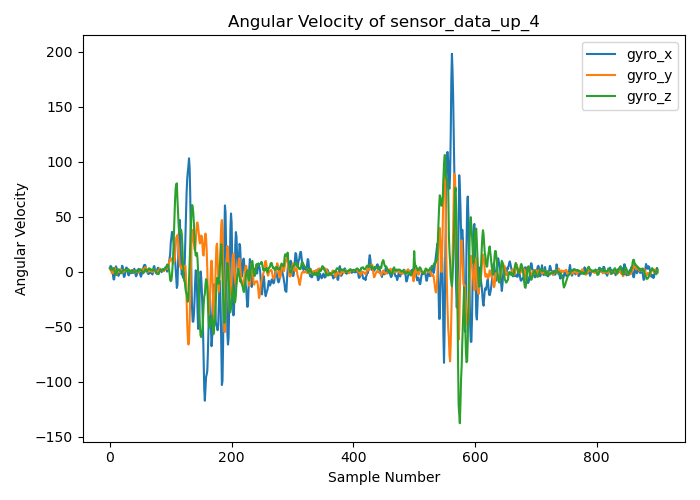 Angular Velocity of sensor_data_up_4
gyro_x
gyro_y
gyro_z
200
150
100
50
0
−50
−100
−150
Angular Velocity
0
200
400
600
800
Sample Number